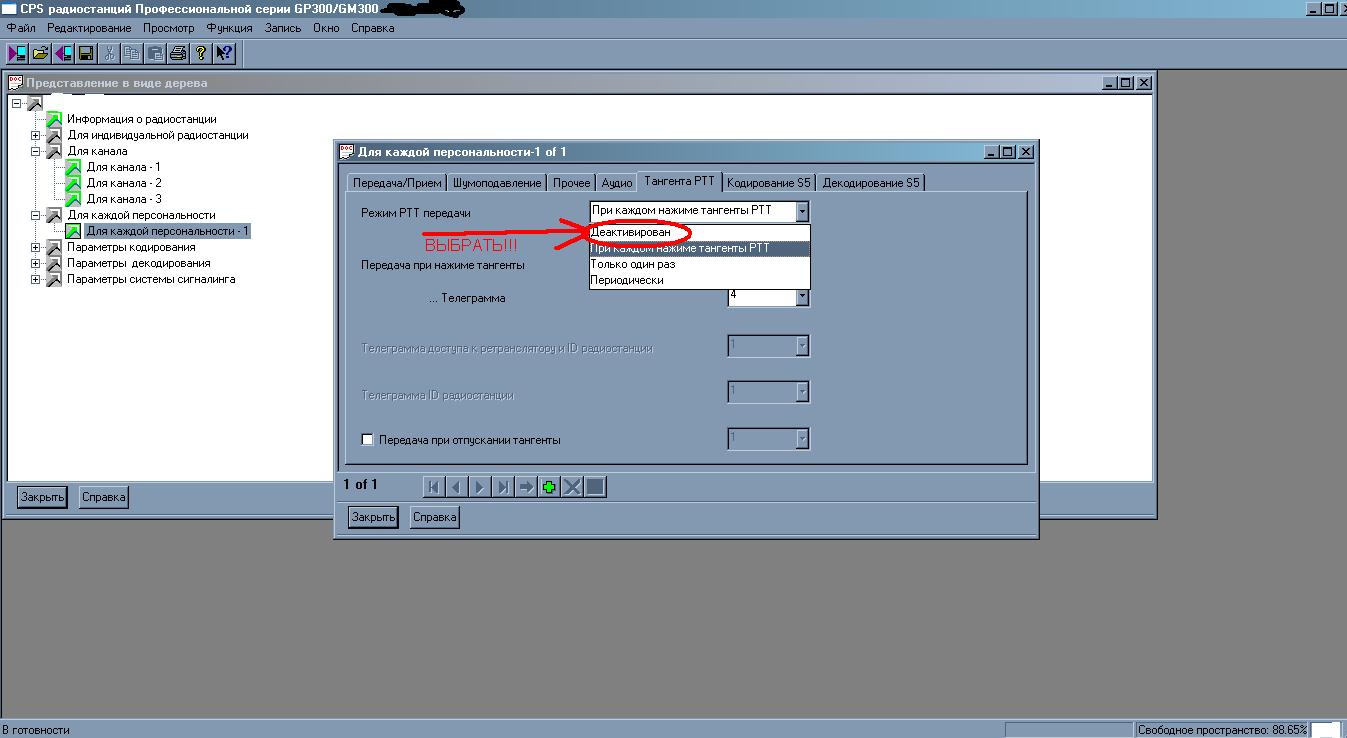 CPS радиостанций Профессиональной серии GP300/GM300
Файл Редактирование Просмотр Функция Запись Окно Справка
Представление в виде дерева
Информация о радиостанции
Для индивидуальной радиостанции
Для канала
Для канала - 1
Для канала - 2
Для канала - 3
Для каждой персональности
Для каждой персональности - 1
Параметры кодирования
Параметры декодирования
Параметры системы сигналинга
Закрыть Справка
Для каждой персональности-1 of 1
Передача/Прием Шумоподавление Прочее Аудио Тангента PTT Кодирование S5 Декодирование S5
Режим PTT передачи
При каждом нажиме тангенты PTT
Деактивирован
При каждом нажиме тангенты PTT
Только один раз
Периодически
ВЫБРАТЬ!!!
Передача при нажиме тангенты
... Телеграмма 4
Телеграмма доступа к ретранслятору и ID радиостанции 1
Телеграмма ID радиостанции 1
Передача при отпускании тангенты 1
1 of 1
Закрыть Справка
В готовности
Свободное пространство: 88.65%